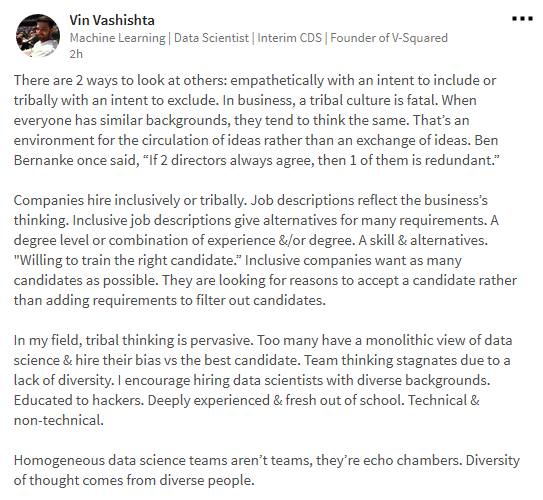 Vin Vashishta
Machine Learning | Data Scientist | Interim CDS | Founder of V-Squared
2h
There are 2 ways to look at others: empathetically with an intent to include or
tribally with an intent to exclude. In business, a tribal culture is fatal. When
everyone has similar backgrounds, they tend to think the same. That’s an
environment for the circulation of ideas rather than an exchange of ideas. Ben
Bernanke once said, “If 2 directors always agree, then 1 of them is redundant.”
Companies hire inclusively or tribally. Job descriptions reflect the business’s
thinking. Inclusive job descriptions give alternatives for many requirements. A
degree level or combination of experience &/or degree. A skill & alternatives.
"Willing to train the right candidate.” Inclusive companies want as many
candidates as possible. They are looking for reasons to accept a candidate rather
than adding requirements to filter out candidates.
In my field, tribal thinking is pervasive. Too many have a monolithic view of data
science & hire their bias vs the best candidate. Team thinking stagnates due to a
lack of diversity. I encourage hiring data scientists with diverse backgrounds.
Educated to hackers. Deeply experienced & fresh out of school. Technical &
non-technical.
Homogeneous data science teams aren’t teams, they’re echo chambers. Diversity
of thought comes from diverse people.